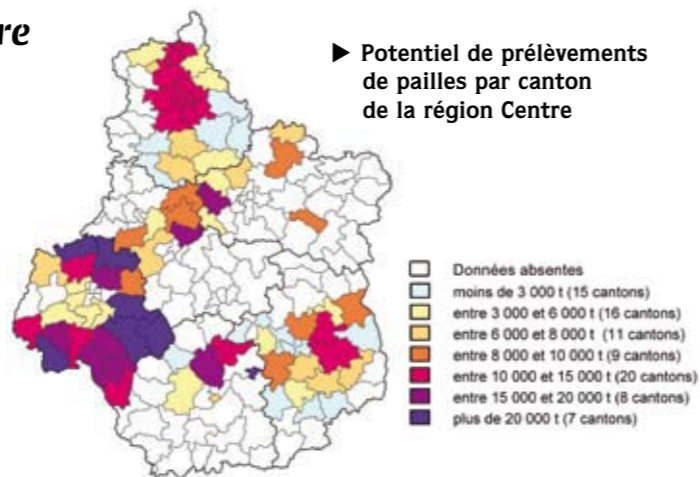 re
▶ Potentiel de prélèvements
de pailles par canton
de la région Centre
Données absentes
moins de 3 000 t (15 cantons)
entre 3 000 et 6 000 t (16 cantons)
entre 6 000 et 8 000 t (11 cantons)
entre 8 000 et 10 000 t (9 cantons)
entre 10 000 et 15 000 t (20 cantons)
entre 15 000 et 20 000 t (8 cantons)
plus de 20 000 t (7 cantons)